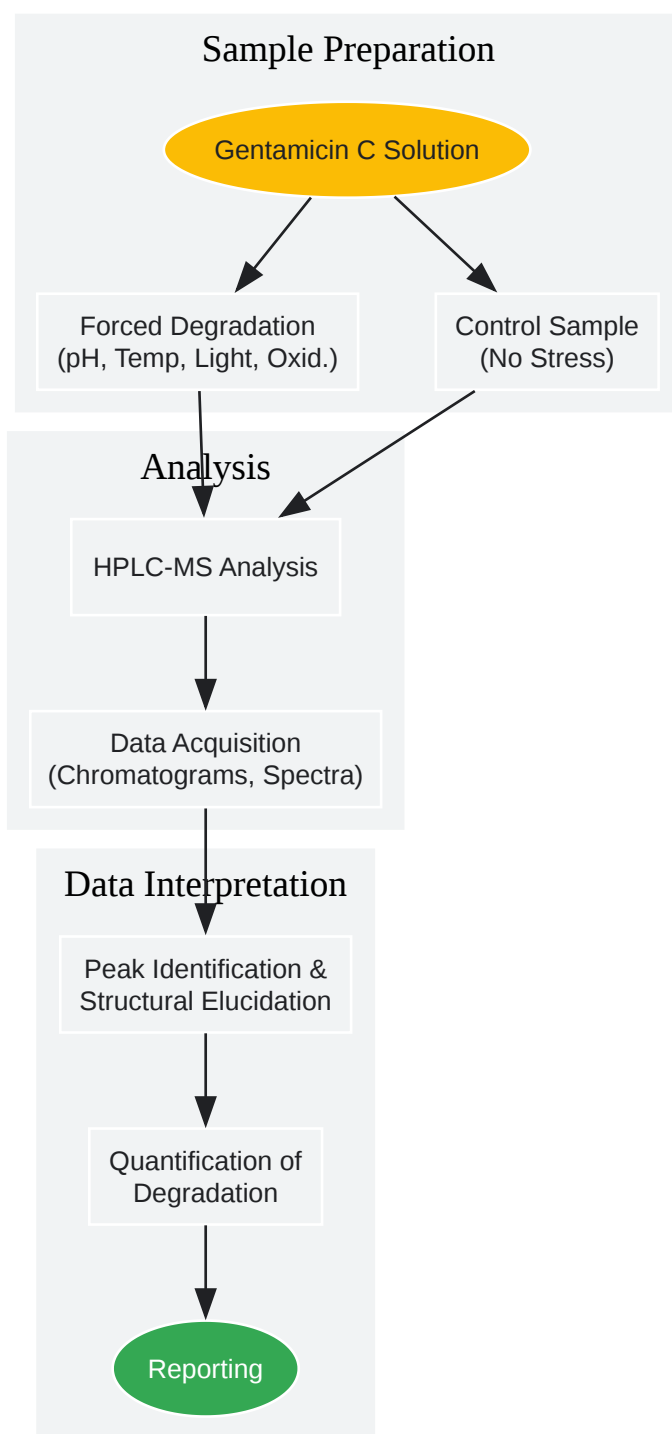 Sample Preparation
Gentamicin C Solution
Forced Degradation
(pH, Temp, Light, Oxid.)
Control Sample
(No Stress)
Analysis
HPLC-MS Analysis
Data Acquisition
(Chromatograms, Spectra)
Data Interpretation
Peak Identification &
Structural Elucidation
Quantification of
Degradation
Reporting